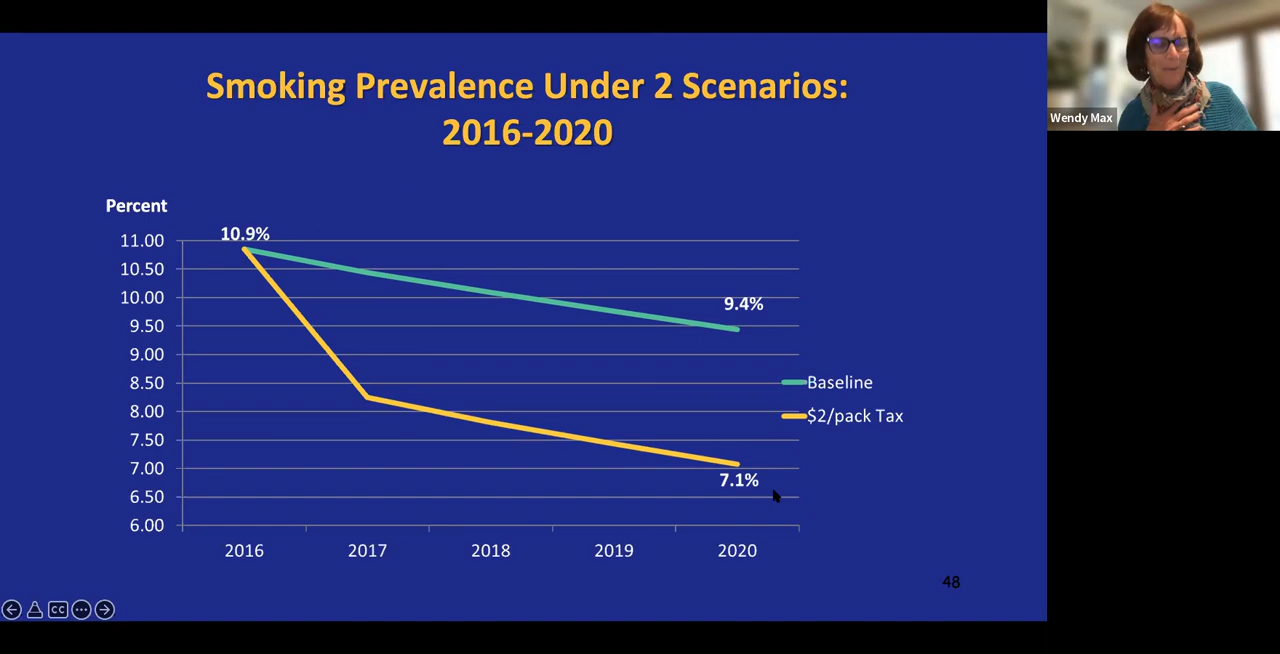 Smoking Prevalence Under 2 Scenarios:
2016-2020
Wendy Max
Percent
10.9%
11.00
10.50
10.00
9.50
9.00
8.50
8.00
7.50
7.00
6.50
6.00
9.4%
Baseline
$2/pack Tax
7.1%
2016 2017 2018 2019 2020
48
CC